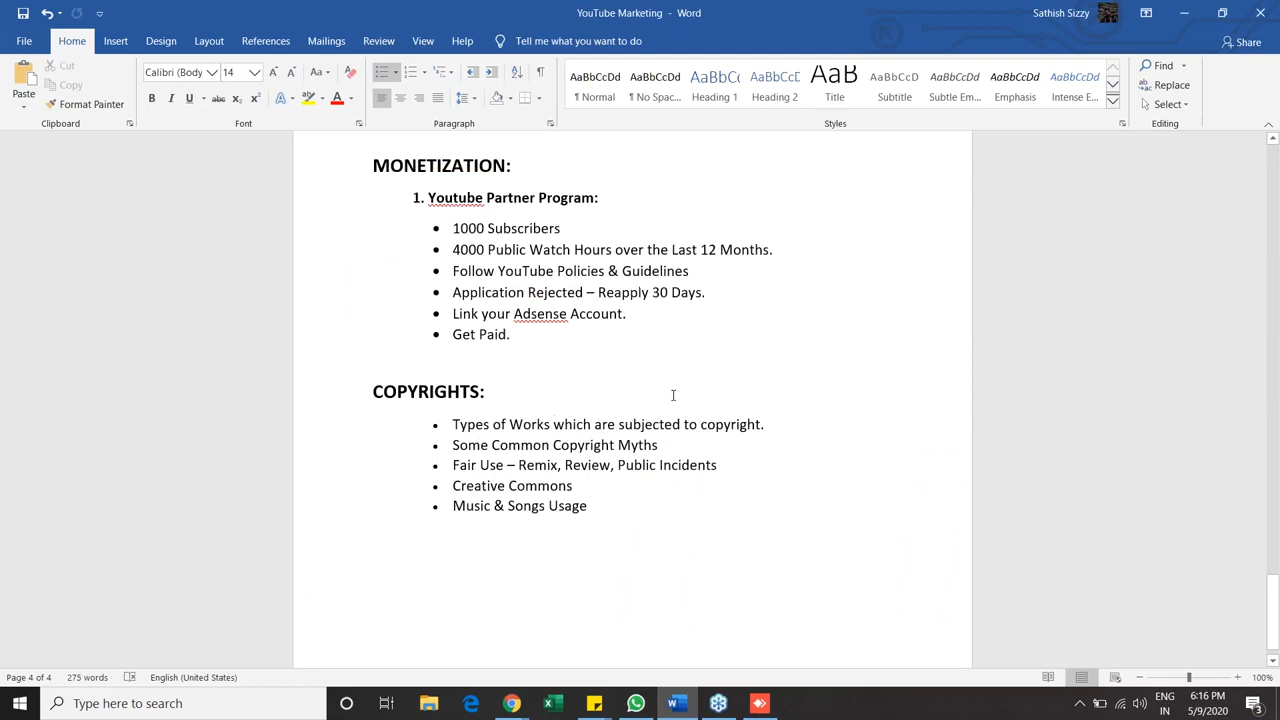 YouTube Marketing - Word
Sathish Sizzy
File Home Insert Design Layout References Mailings Review View Help Tell me what you want to do
Share
Cut
Copy
Format Painter
Paste
Clipboard
Calibri (Body 14
Font
Paragraph
AaBbCcDd AaBbCcDd AaBbCc AaBbCcD AaB AaBbCcD AaBbCcDd AaBbCcDd AaBbCcDd
¶ Normal ¶ No Spac... Heading 1 Heading 2 Title Subtitle Subtle Em... Emphasis Intense E...
Styles
Find
Replace
Select
Editing
MONETIZATION:
1. Youtube Partner Program:
• 1000 Subscribers
• 4000 Public Watch Hours over the Last 12 Months.
• Follow YouTube Policies & Guidelines
• Application Rejected – Reapply 30 Days.
• Link your Adsense Account.
• Get Paid.
COPYRIGHTS:
• Types of Works which are subjected to copyright.
• Some Common Copyright Myths
• Fair Use – Remix, Review, Public Incidents
• Creative Commons
• Music & Songs Usage
Page 4 of 4 275 words English (United States)
100%
Type here to search
ENG
IN
6:16 PM
5/9/2020
3